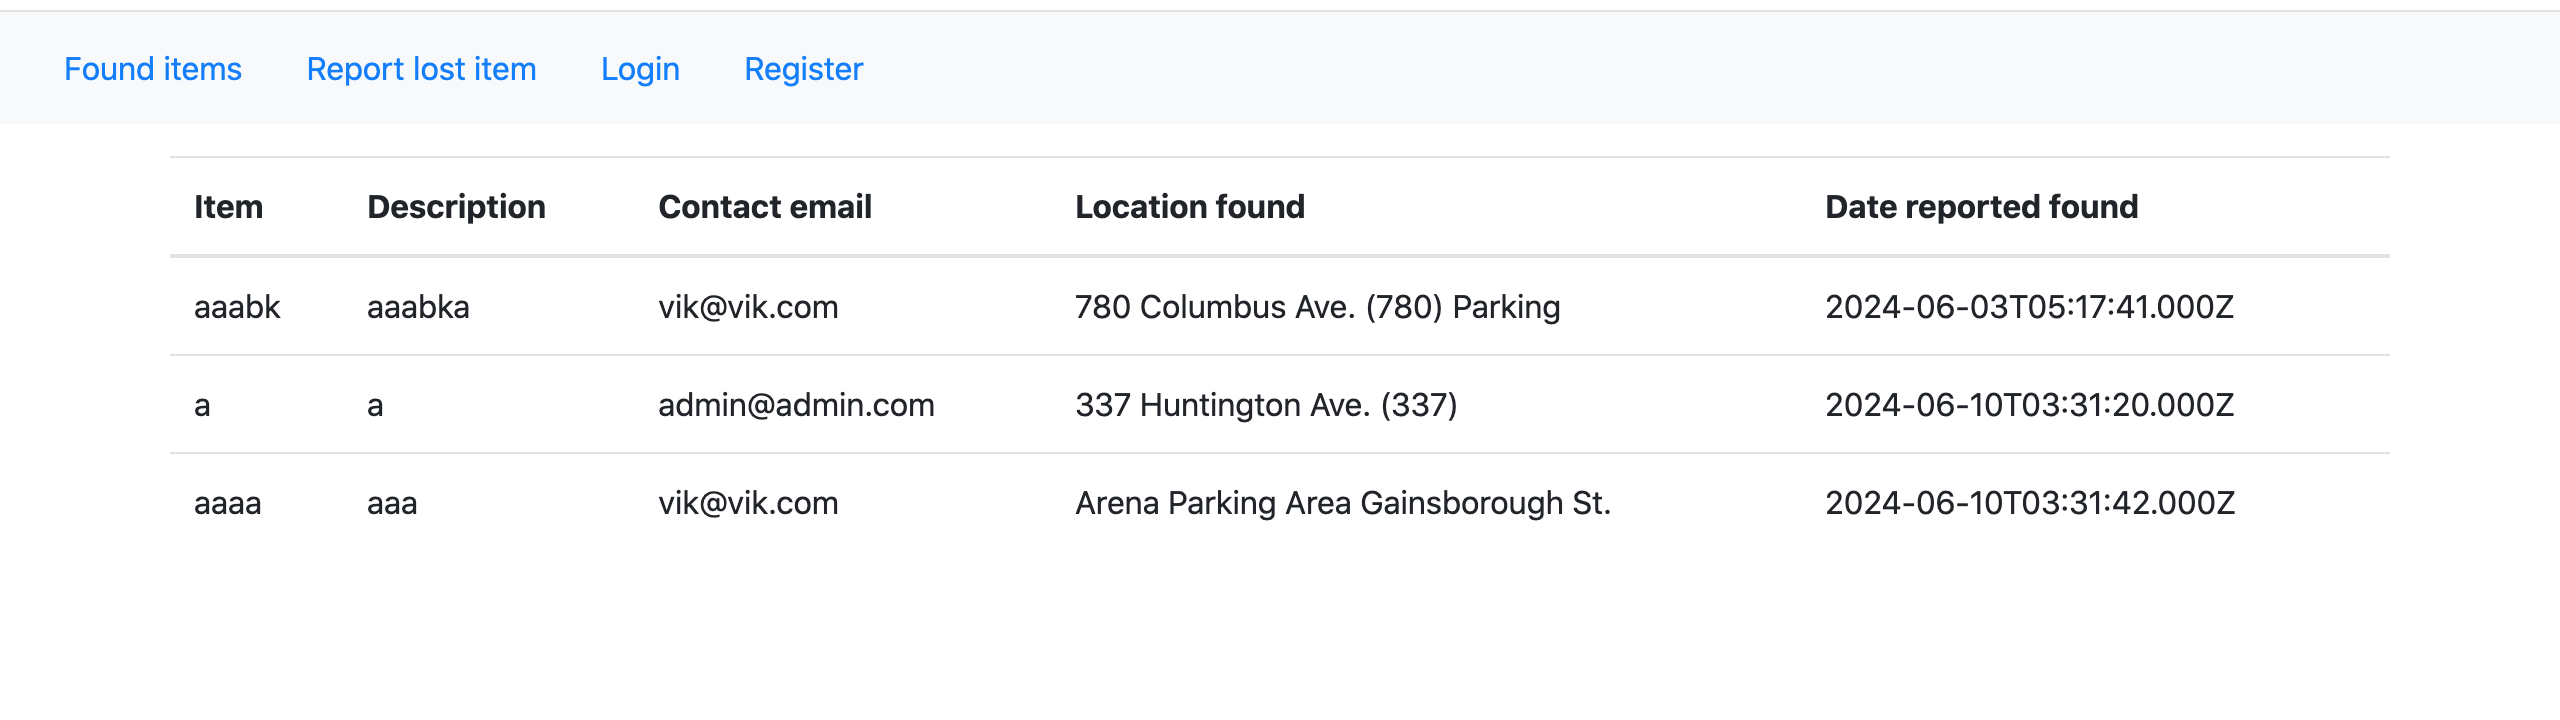 Found items Report lost item Login Register
Item Description Contact email Location found Date reported found
aaabk aaabka vik@vik.com 780 Columbus Ave. (780) Parking 2024-06-03T05:17:41.000Z
a a admin@admin.com 337 Huntington Ave. (337) 2024-06-10T03:31:20.000Z
aaaa aaa vik@vik.com Arena Parking Area Gainsborough St. 2024-06-10T03:31:42.000Z